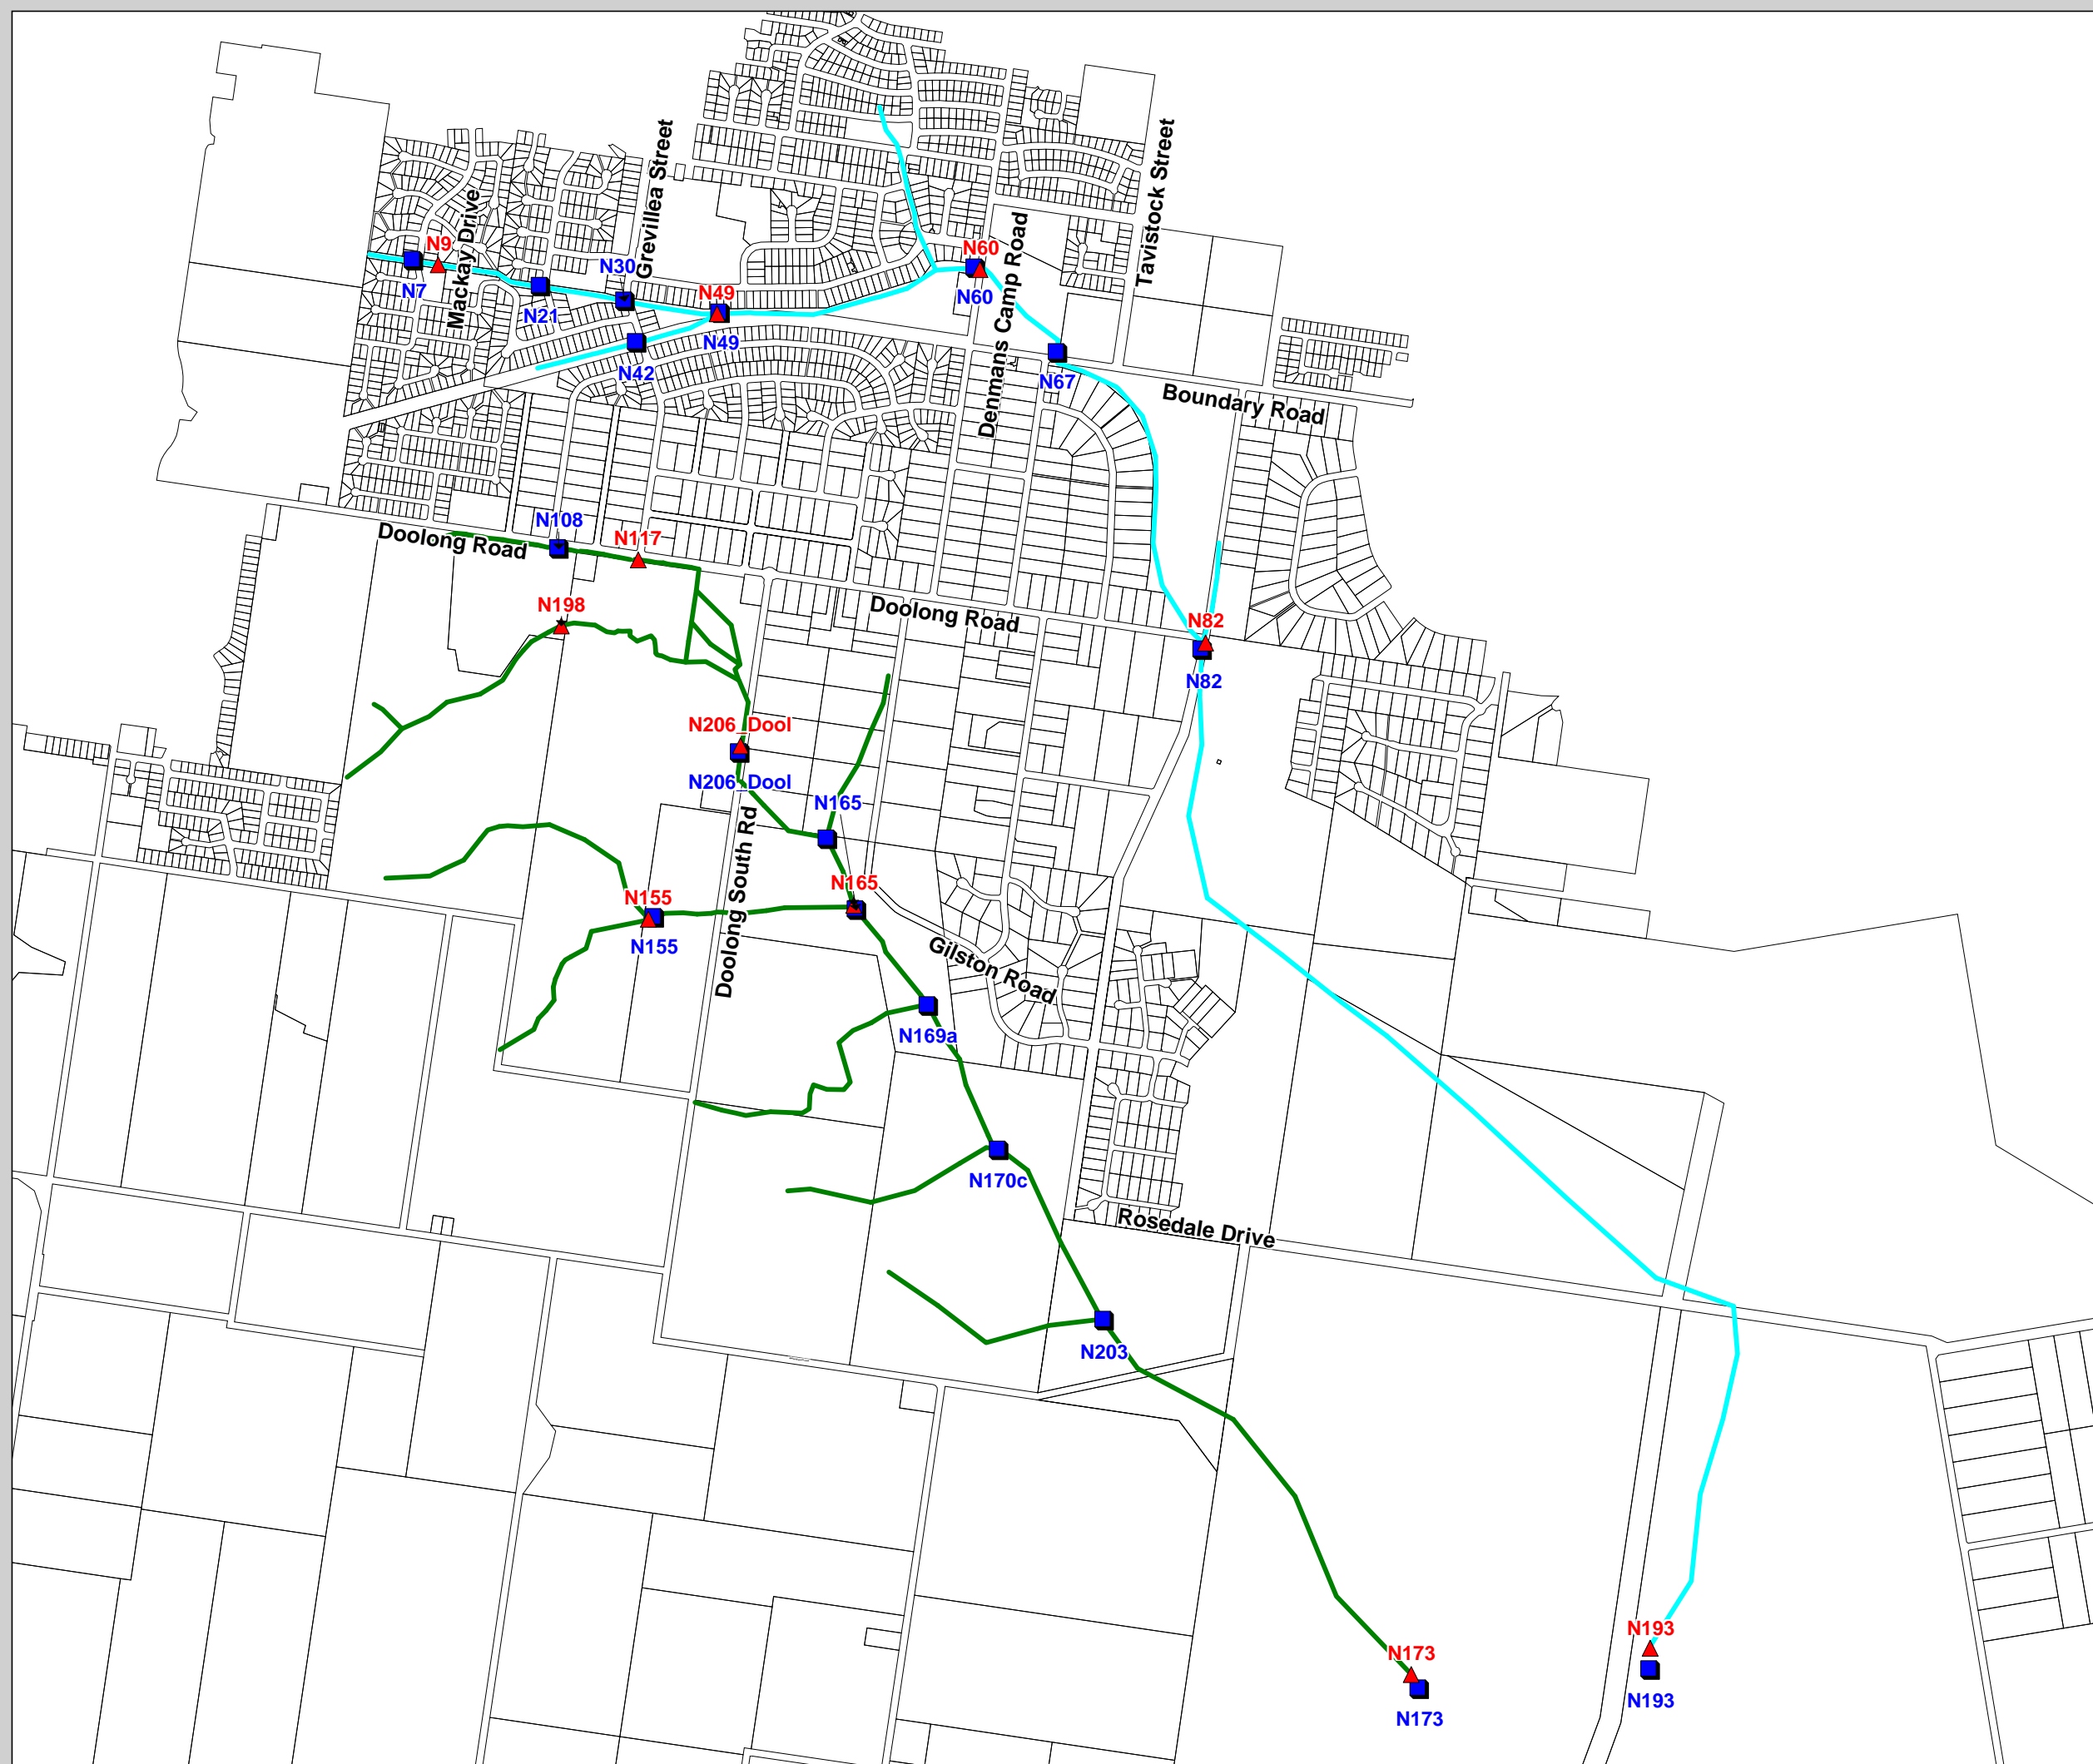 Grevillea Street
Tavistock Street
Mackay Drive
N9
N7
N30
N21
N49
N49
N42
N60
N60
Denmans Camp Road
N67
Boundary Road
N108
Doolong Road
N117
N198
Doolong Road
N82
N82
N206_Dool
N206_Dool
N165
Doolong South Rd
N165
N155
N155
Gilston Road
N169a
N170c
Rosedale Drive
N203
N193
N193
N173
N173